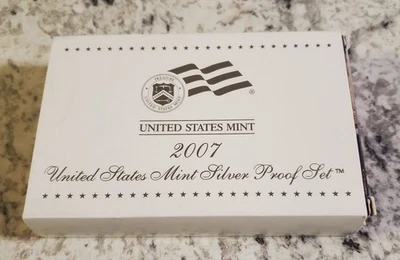 UNITED STATES MINT
2007
United States Mint Silver Proof Set™